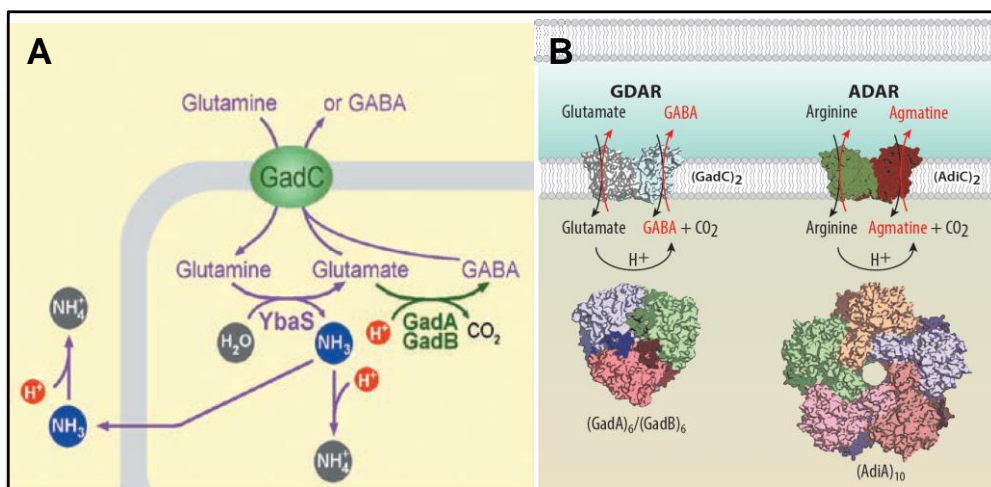 A
Glutamine or GABA
GadC
Glutamine Glutamate GABA
YbaS
H₂O
NH₃
H⁺
GadA
GadB
CO₂
NH₄⁺
H⁺
NH₃
H⁺
NH₄⁺
B
GDAR
Glutamate GABA
(GadC)₂
Glutamate GABA + CO₂
H+
(GadA)₆/(GadB)₆
ADAR
Arginine Agmatine
(AdiC)₂
Arginine Agmatine + CO₂
H+
(AdiA)₁₀